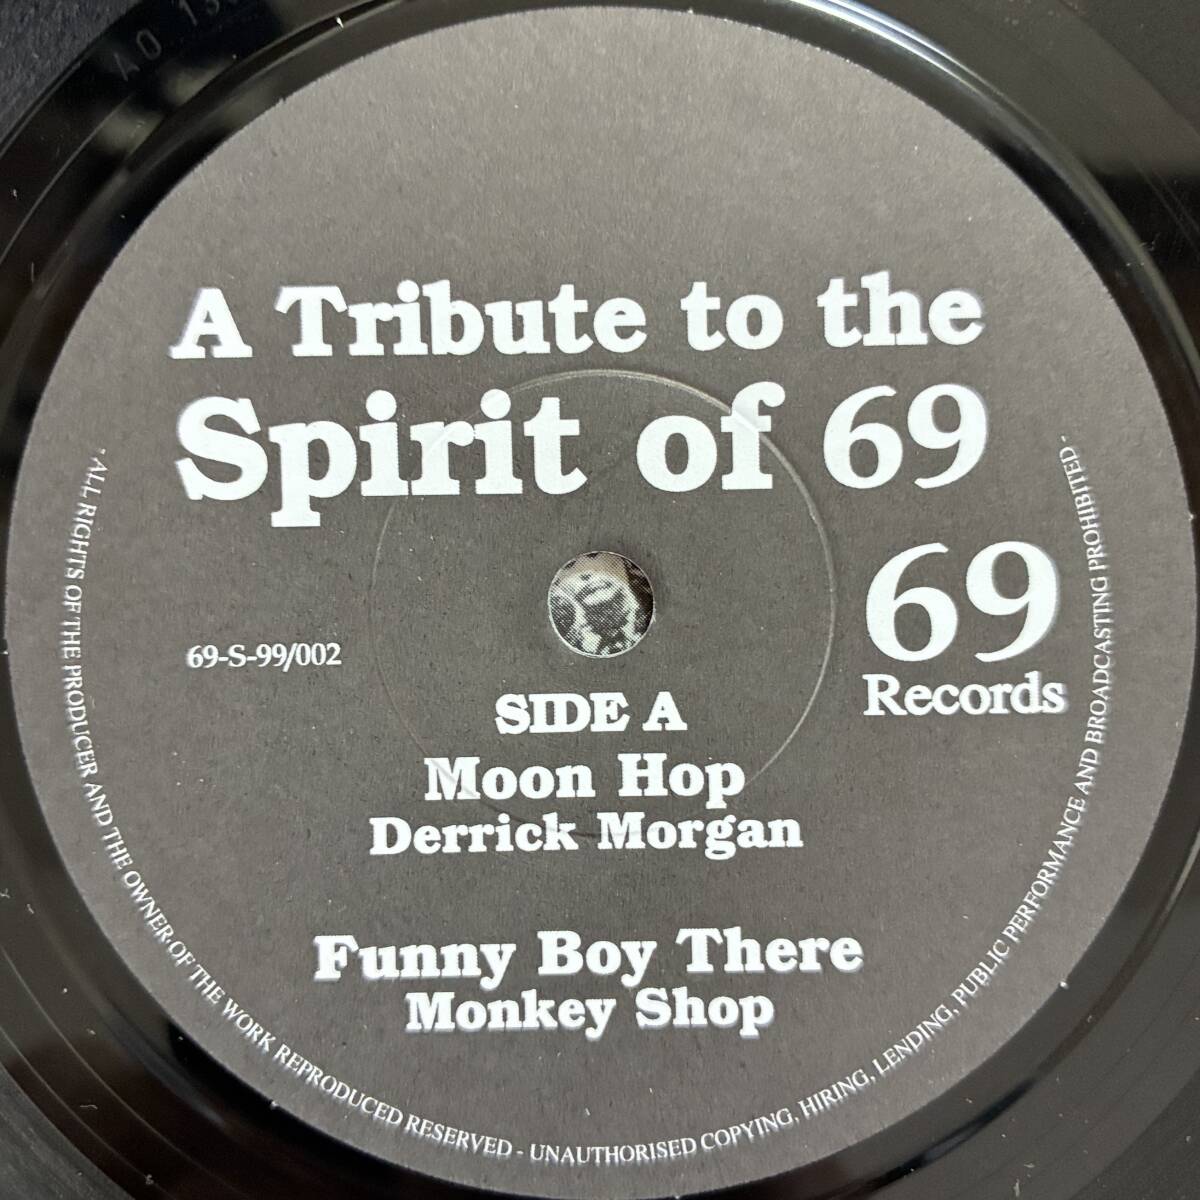 A Tribute to the
Spirit of 69
69
Records
69-S-99/002
SIDE A
Moon Hop
Derrick Morgan
Funny Boy There
Monkey Shop
- ALL RIGHTS OF THE PRODUCER AND THE OWNER OF THE WORK REPRODUCED RESERVED - UNAUTHORISED COPYING, HIRING, LENDING, PUBLIC PERFORMANCE AND BROADCASTING PROHIBITED -